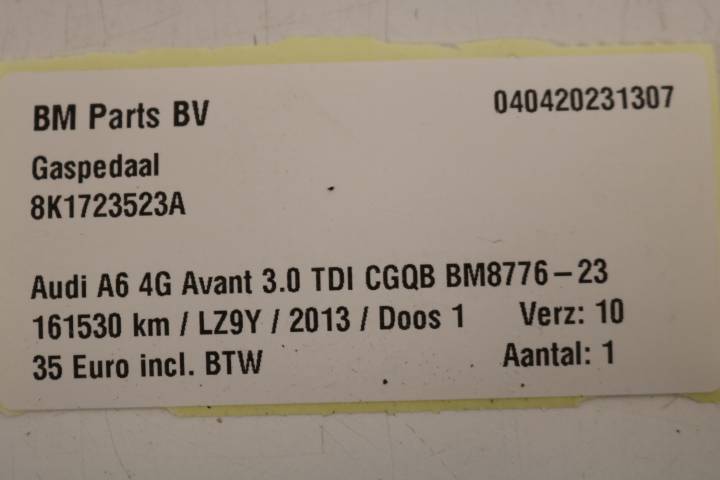 BM Parts BV 040420231307
Gaspedaal
8K1723523A
Audi A6 4G Avant 3.0 TDI CGQB BM8776-23
161530 km / LZ9Y / 2013 / Doos 1 Verz: 10
35 Euro incl. BTW Aantal: 1